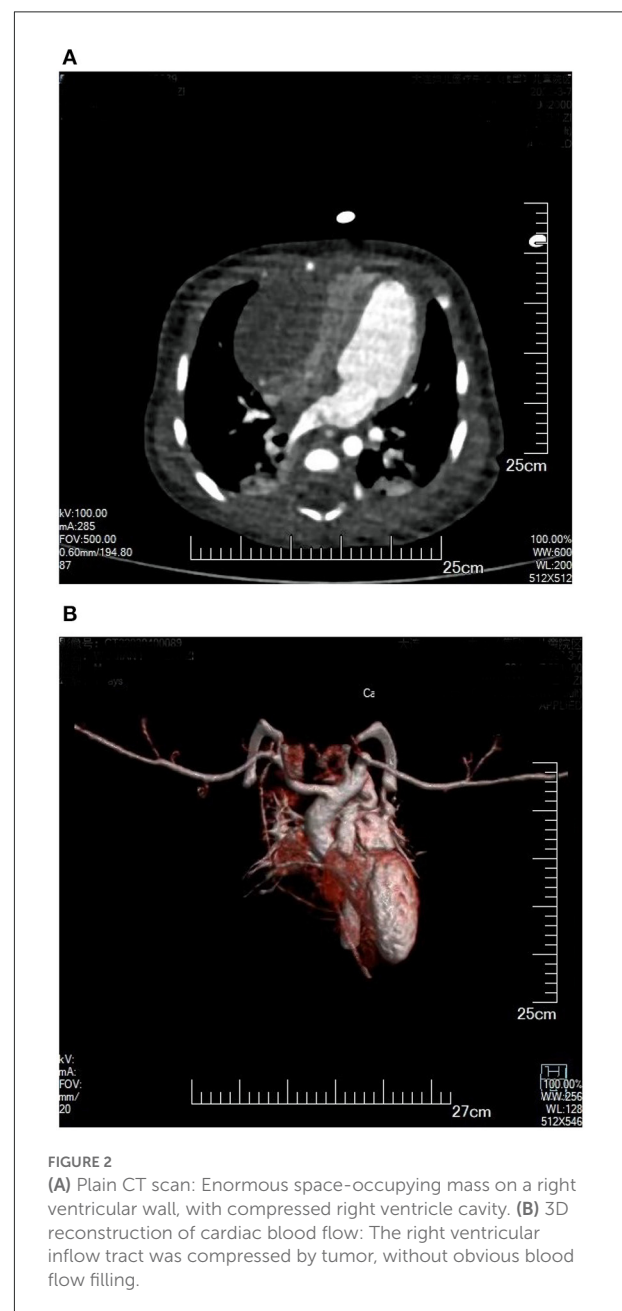 A
25cm
kV:100.00
mA:285
FOV:500.00
0.60mm/194.80
87
25cm
100.00%
WW:600
WL:200
512X512
B
Ca
25cm
kV:
mA:
FOV:
mm/
20
27cm
H
100.00%
WW:256
WL:128
512X546
FIGURE 2
(A) Plain CT scan: Enormous space-occupying mass on a right
ventricular wall, with compressed right ventricle cavity. (B) 3D
reconstruction of cardiac blood flow: The right ventricular
inflow tract was compressed by tumor, without obvious blood
flow filling.